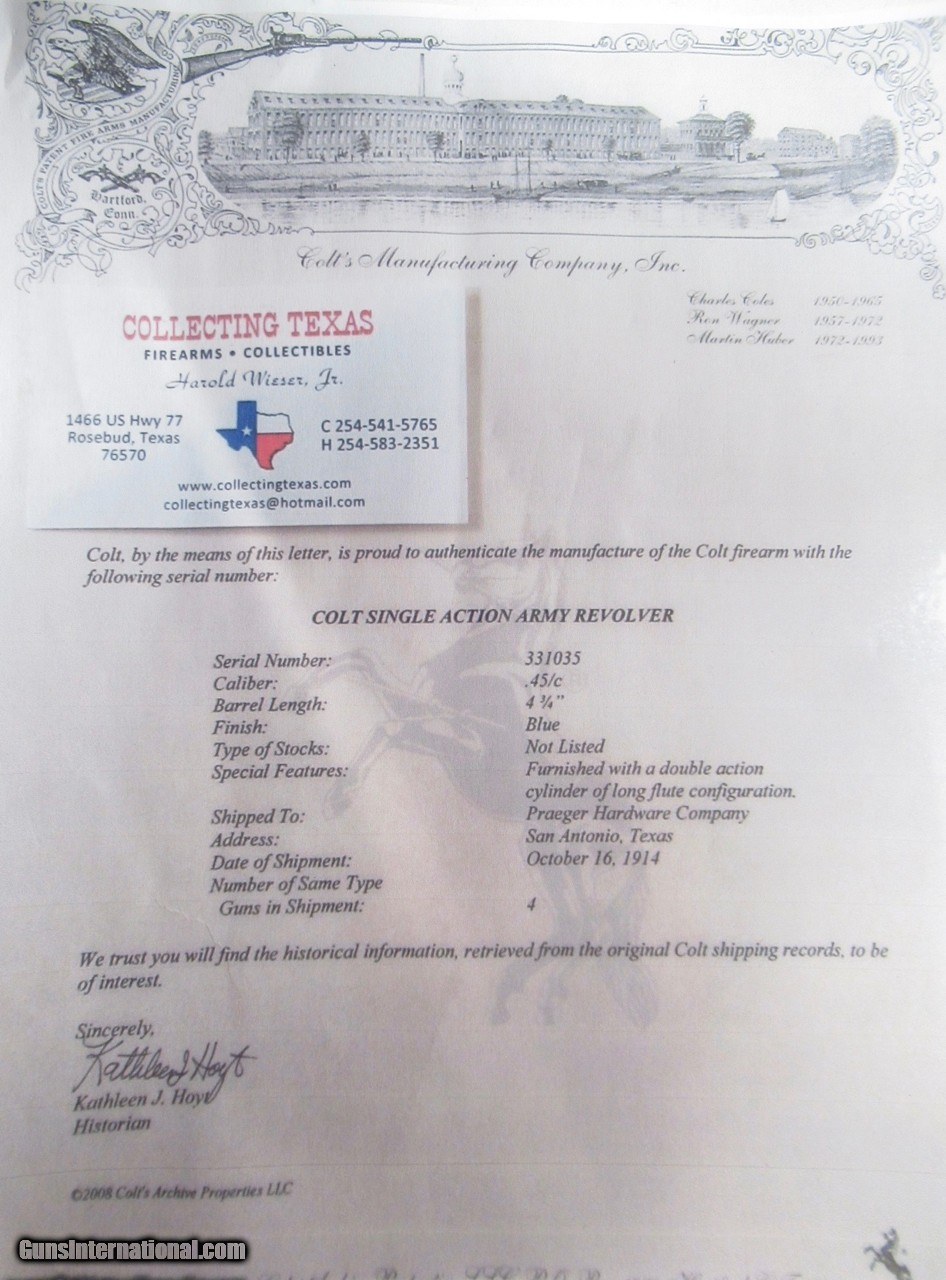 COLT'S PATENT FIRE ARMS MANUFACTURING
Hartford,
Conn.
Colt's Manufacturing Company, Inc.
Charles Coles 1950-1965
Ron Wagner 1957-1972
Martin Huber 1972-1993
COLLECTING TEXAS
FIREARMS • COLLECTIBLES
Harold Wieser, Jr.
1466 US Hwy 77
Rosebud, Texas
76570
C 254-541-5765
H 254-583-2351
www.collectingtexas.com
collectingtexas@hotmail.com
Colt, by the means of this letter, is proud to authenticate the manufacture of the Colt firearm with the
following serial number:
COLT SINGLE ACTION ARMY REVOLVER
Serial Number: 331035
Caliber: .45/c
Barrel Length: 4 ¾”
Finish: Blue
Type of Stocks: Not Listed
Special Features: Furnished with a double action
cylinder of long flute configuration.
Shipped To: Praeger Hardware Company
Address: San Antonio, Texas
Date of Shipment: October 16, 1914
Number of Same Type
Guns in Shipment: 4
We trust you will find the historical information, retrieved from the original Colt shipping records, to be
of interest.
Sincerely,
Kathleen J Hoyt
Kathleen J. Hoyt
Historian
©2008 Colt's Archive Properties LLC
GunsInternational.com